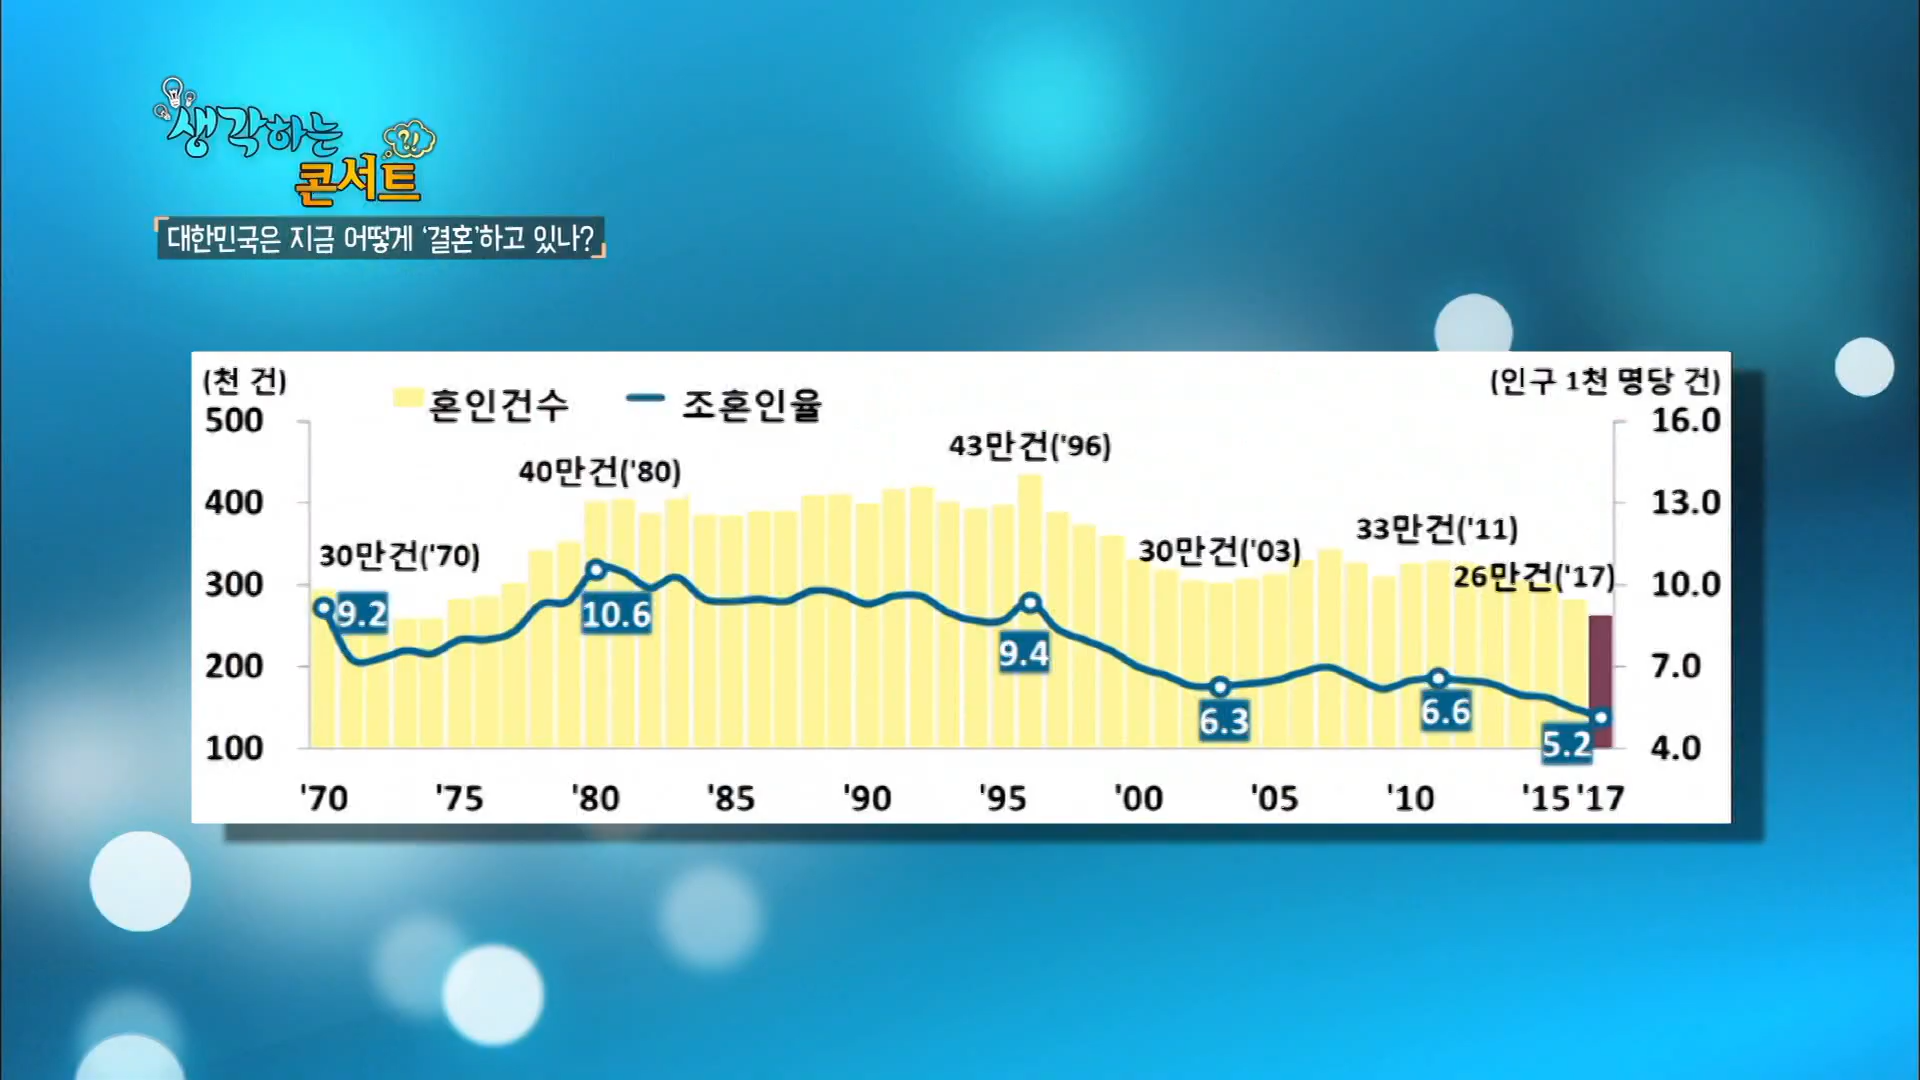 생각하는
콘서트 ?!
대한민국은 지금 어떻게 ‘결혼’하고 있나?
(천 건)
혼인건수
조혼인율
(인구 1천 명당 건)
500
400
300
200
100
16.0
13.0
10.0
7.0
4.0
30만건('70)
40만건('80)
43만건('96)
30만건('03)
33만건('11)
26만건('17)
9.2
10.6
9.4
6.3
6.6
5.2
'70 '75 '80 '85 '90 '95 '00 '05 '10 '15 '17